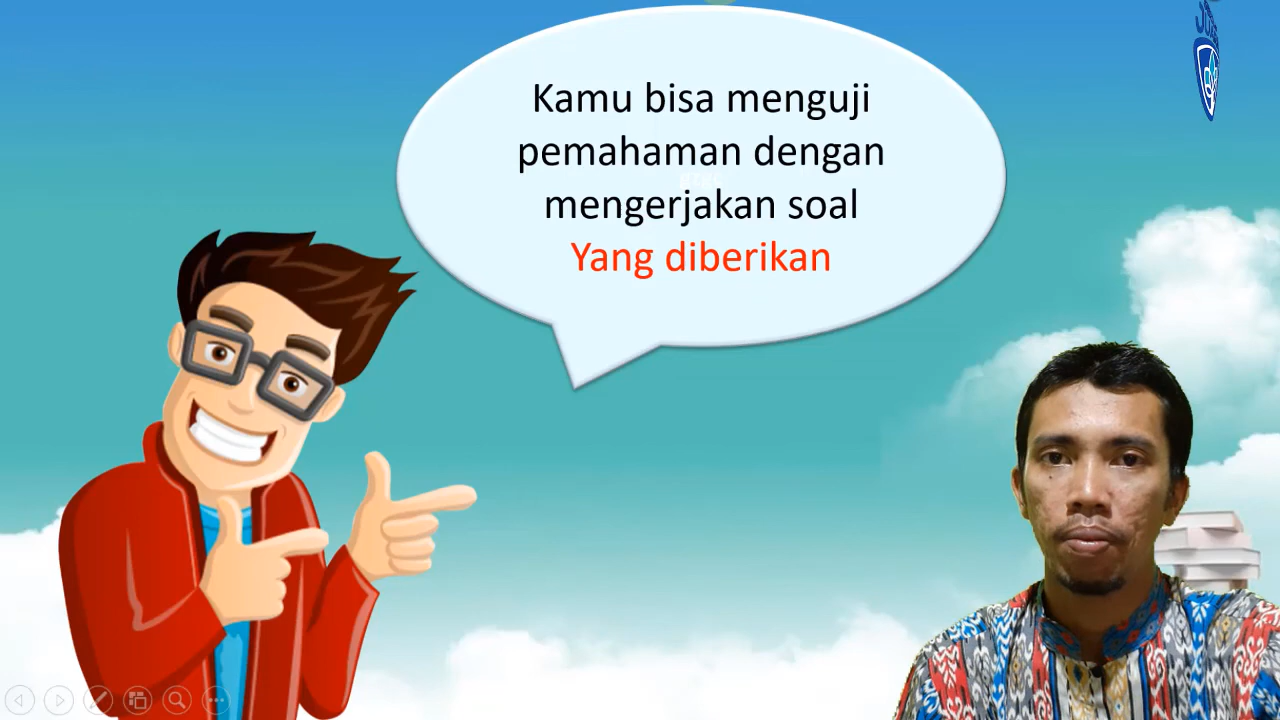 Kamu bisa menguji
pemahaman dengan
mengerjakan soal
Yang diberikan